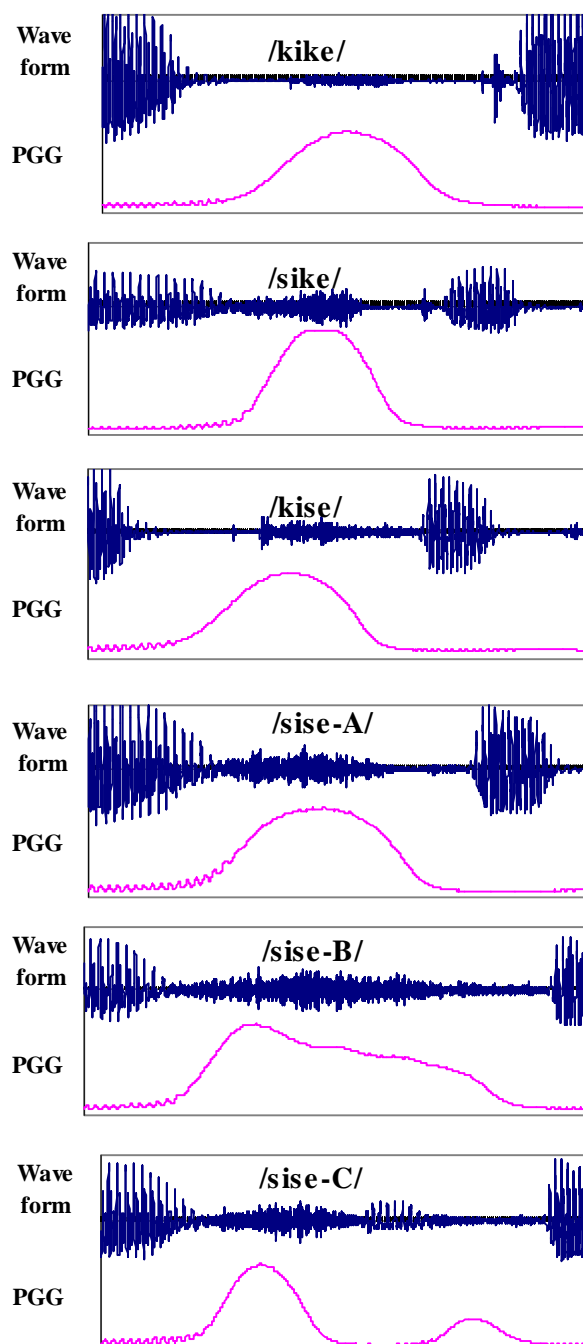 Wave
form
/kike/
PGG
Wave
form
/sike/
PGG
Wave
form
/kise/
PGG
Wave
form
/sise-A/
PGG
Wave
form
/sise-B/
PGG
Wave
form
/sise-C/
PGG